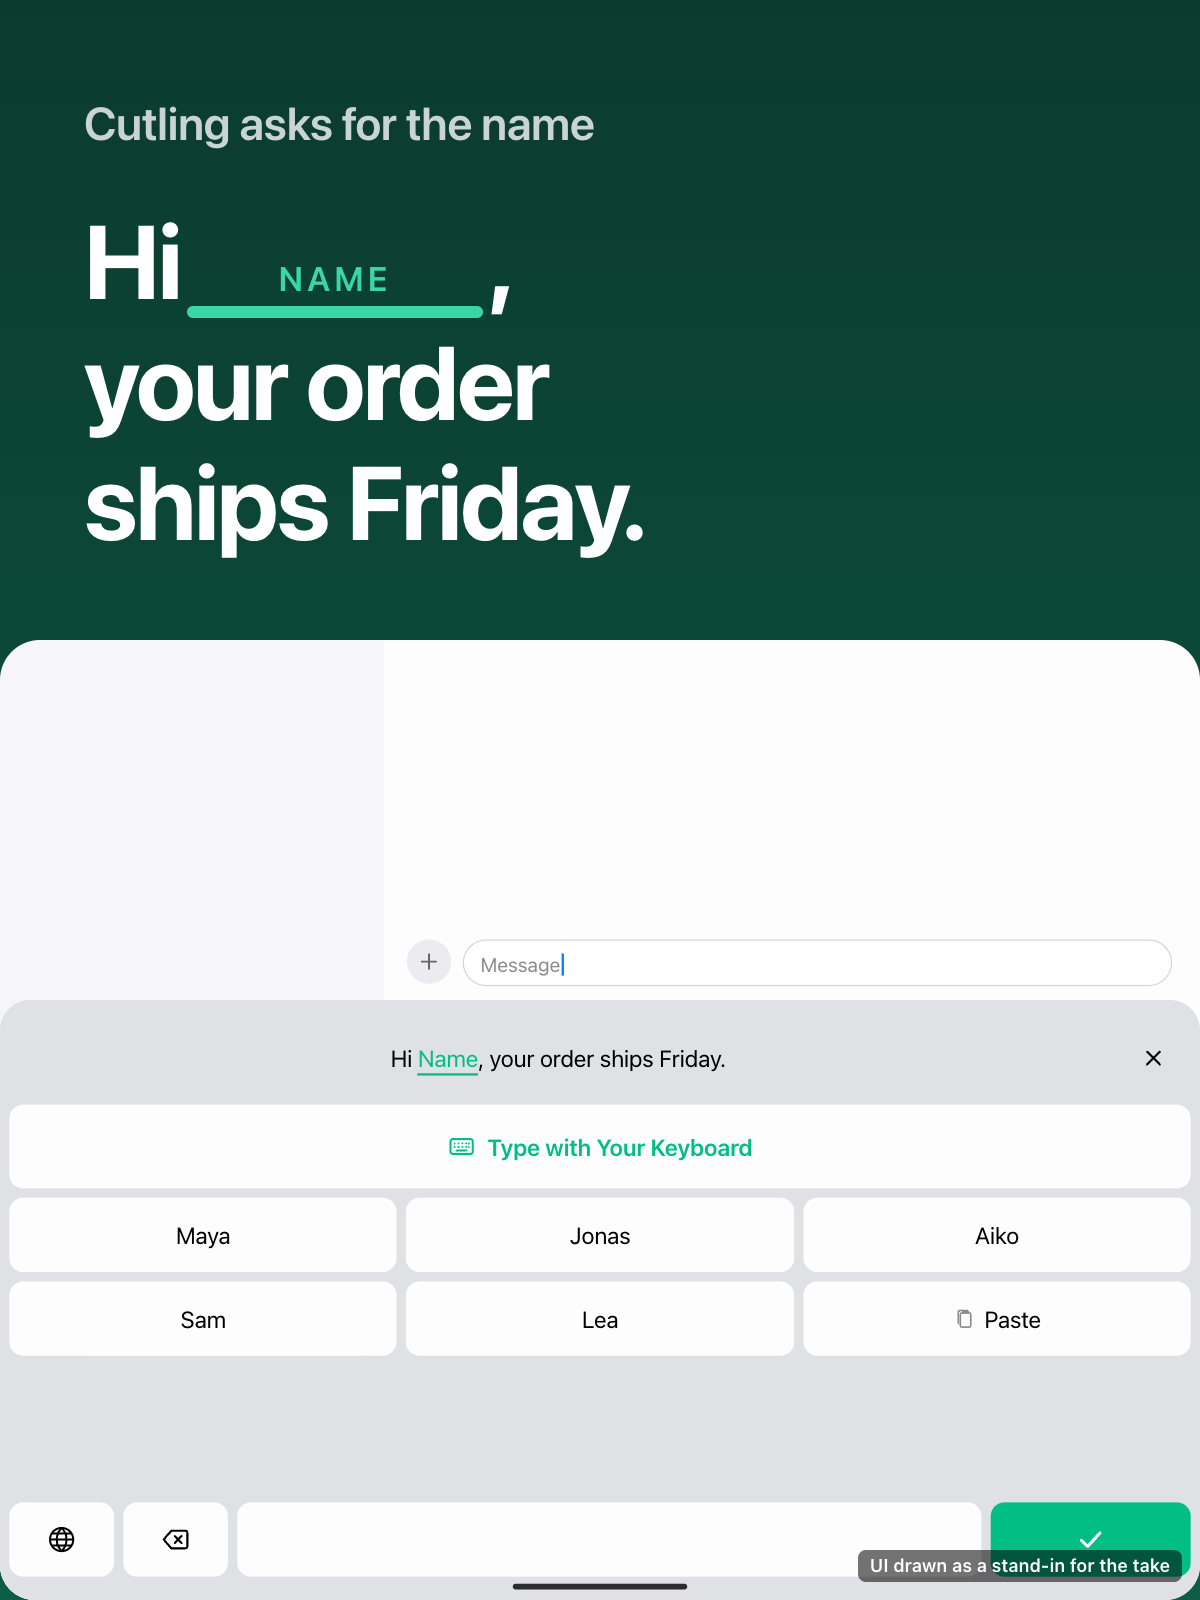 Cutling asks for the name
Hi NAME,
your order
ships Friday.
Message
Hi Name, your order ships Friday.
Type with Your Keyboard
Maya
Jonas
Aiko
Sam
Lea
Paste
UI drawn as a stand-in for the take